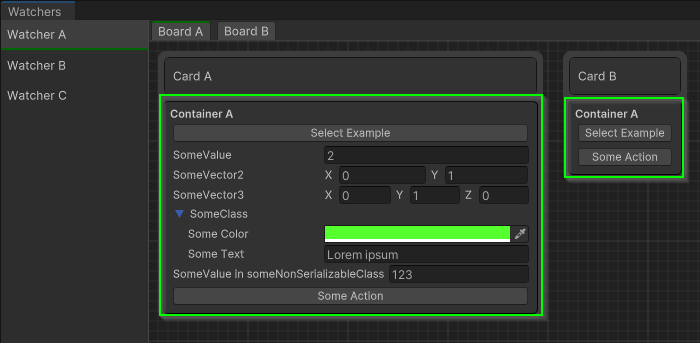 Watchers
Watcher A
Watcher B
Watcher C
Board A Board B
Card A
Container A
Select Example
SomeValue 2
SomeVector2 X 0 Y 1
SomeVector3 X 0 Y 1 Z 0
SomeClass
Some Color
Some Text Lorem ipsum
SomeValue in someNonSerializableClass 123
Some Action
Card B
Container A
Select Example
Some Action